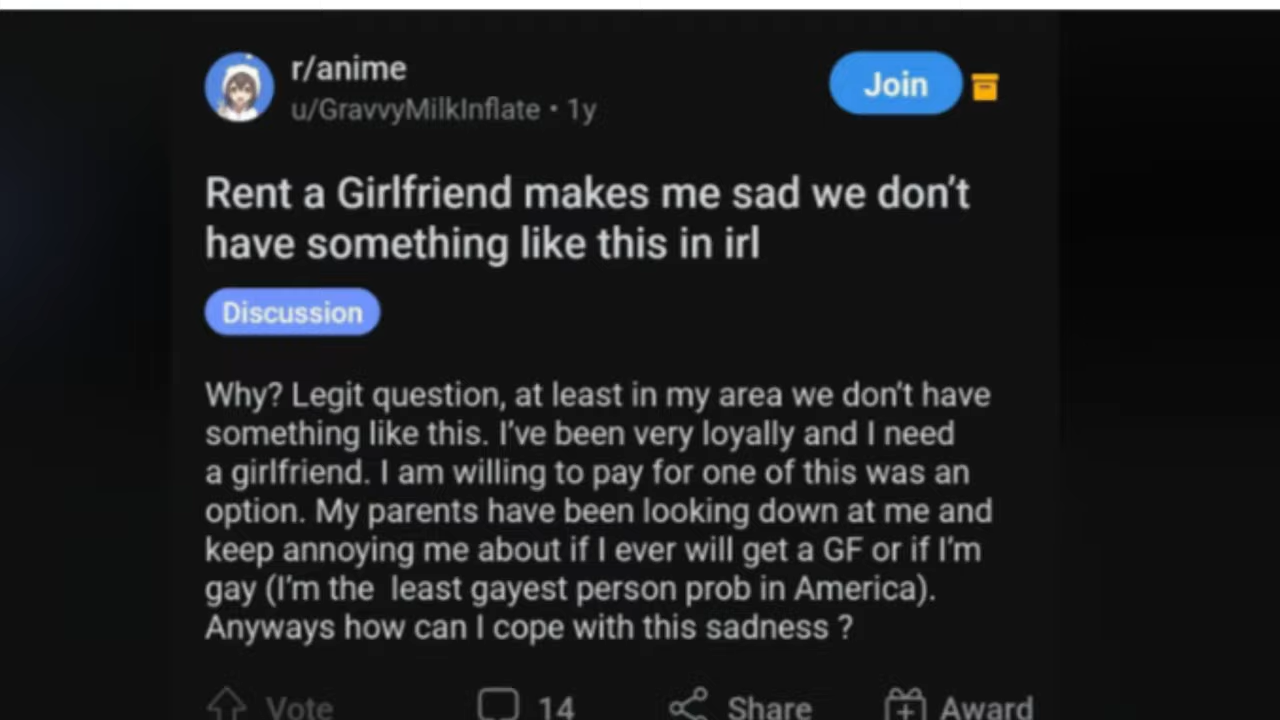 r/anime
u/GravvyMilkInflate • 1y
Join
Rent a Girlfriend makes me sad we don't
have something like this in irl
Discussion
Why? Legit question, at least in my area we don't have
something like this. I've been very loyally and I need
a girlfriend. I am willing to pay for one of this was an
option. My parents have been looking down at me and
keep annoying me about if I ever will get a GF or if I'm
gay (I'm the  least gayest person prob in America).
Anyways how can I cope with this sadness ?
Vote
14
Share
Award